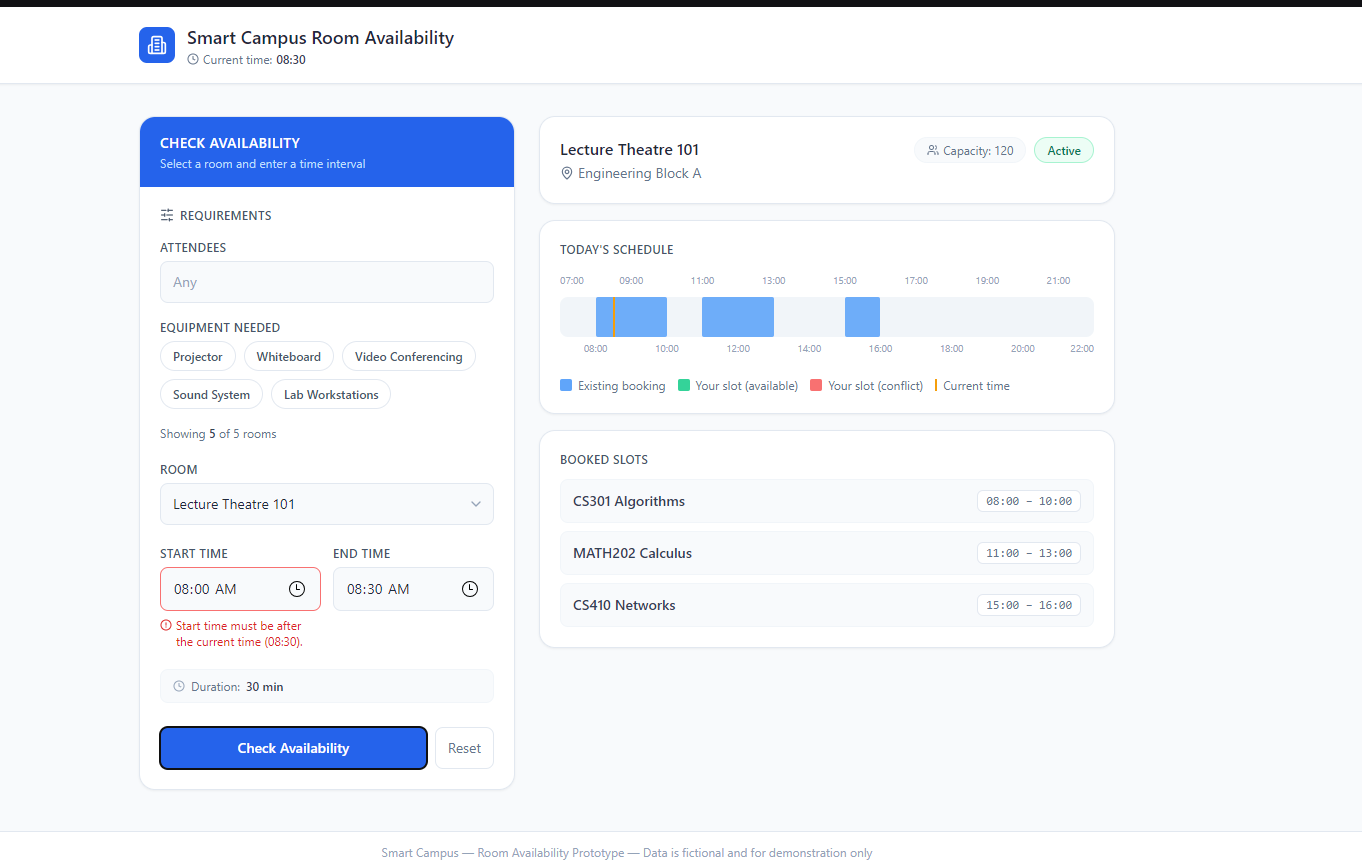 Smart Campus Room Availability
Current time: 08:30
CHECK AVAILABILITY
Select a room and enter a time interval
REQUIREMENTS
ATTENDEES
Any
EQUIPMENT NEEDED
Projector Whiteboard Video Conferencing
Sound System Lab Workstations
Showing 5 of 5 rooms
ROOM
Lecture Theatre 101
START TIME END TIME
08:00 AM 08:30 AM
Start time must be after
the current time (08:30).
Duration: 30 min
Check Availability Reset
Lecture Theatre 101 Capacity: 120 Active
Engineering Block A
TODAY'S SCHEDULE
07:00 09:00 11:00 13:00 15:00 17:00 19:00 21:00
08:00 10:00 12:00 14:00 16:00 18:00 20:00 22:00
Existing booking Your slot (available) Your slot (conflict) Current time
BOOKED SLOTS
CS301 Algorithms 08:00 – 10:00
MATH202 Calculus 11:00 – 13:00
CS410 Networks 15:00 – 16:00
Smart Campus — Room Availability Prototype — Data is fictional and for demonstration only